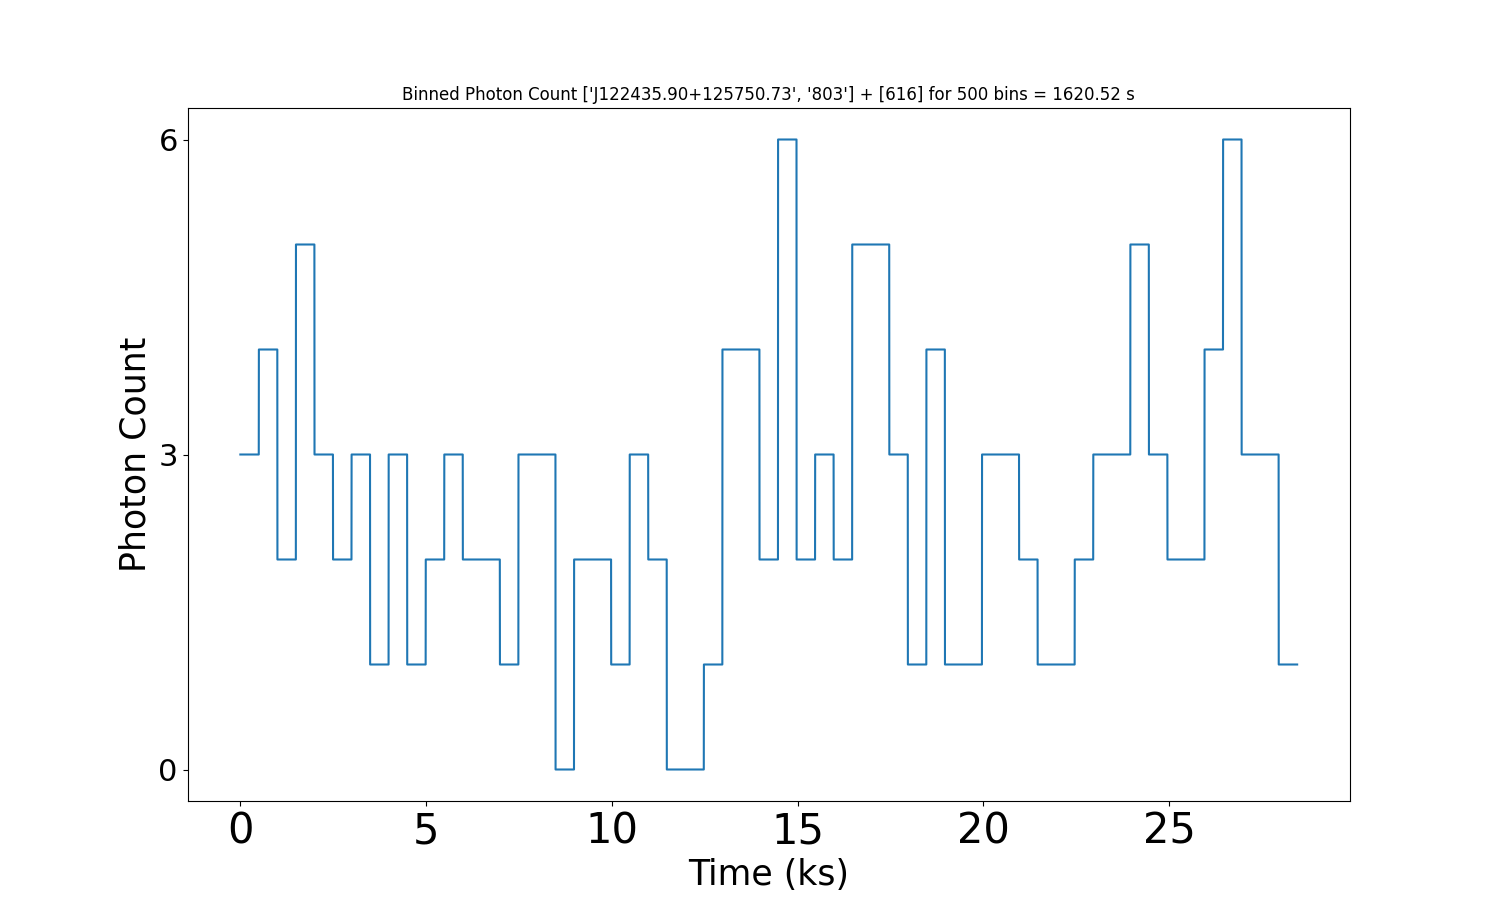 Binned Photon Count ['J122435.90+125750.73', '803'] + [616] for 500 bins = 1620.52 s
6
3
0
Photon Count
0 5 10 15 20 25
Time (ks)